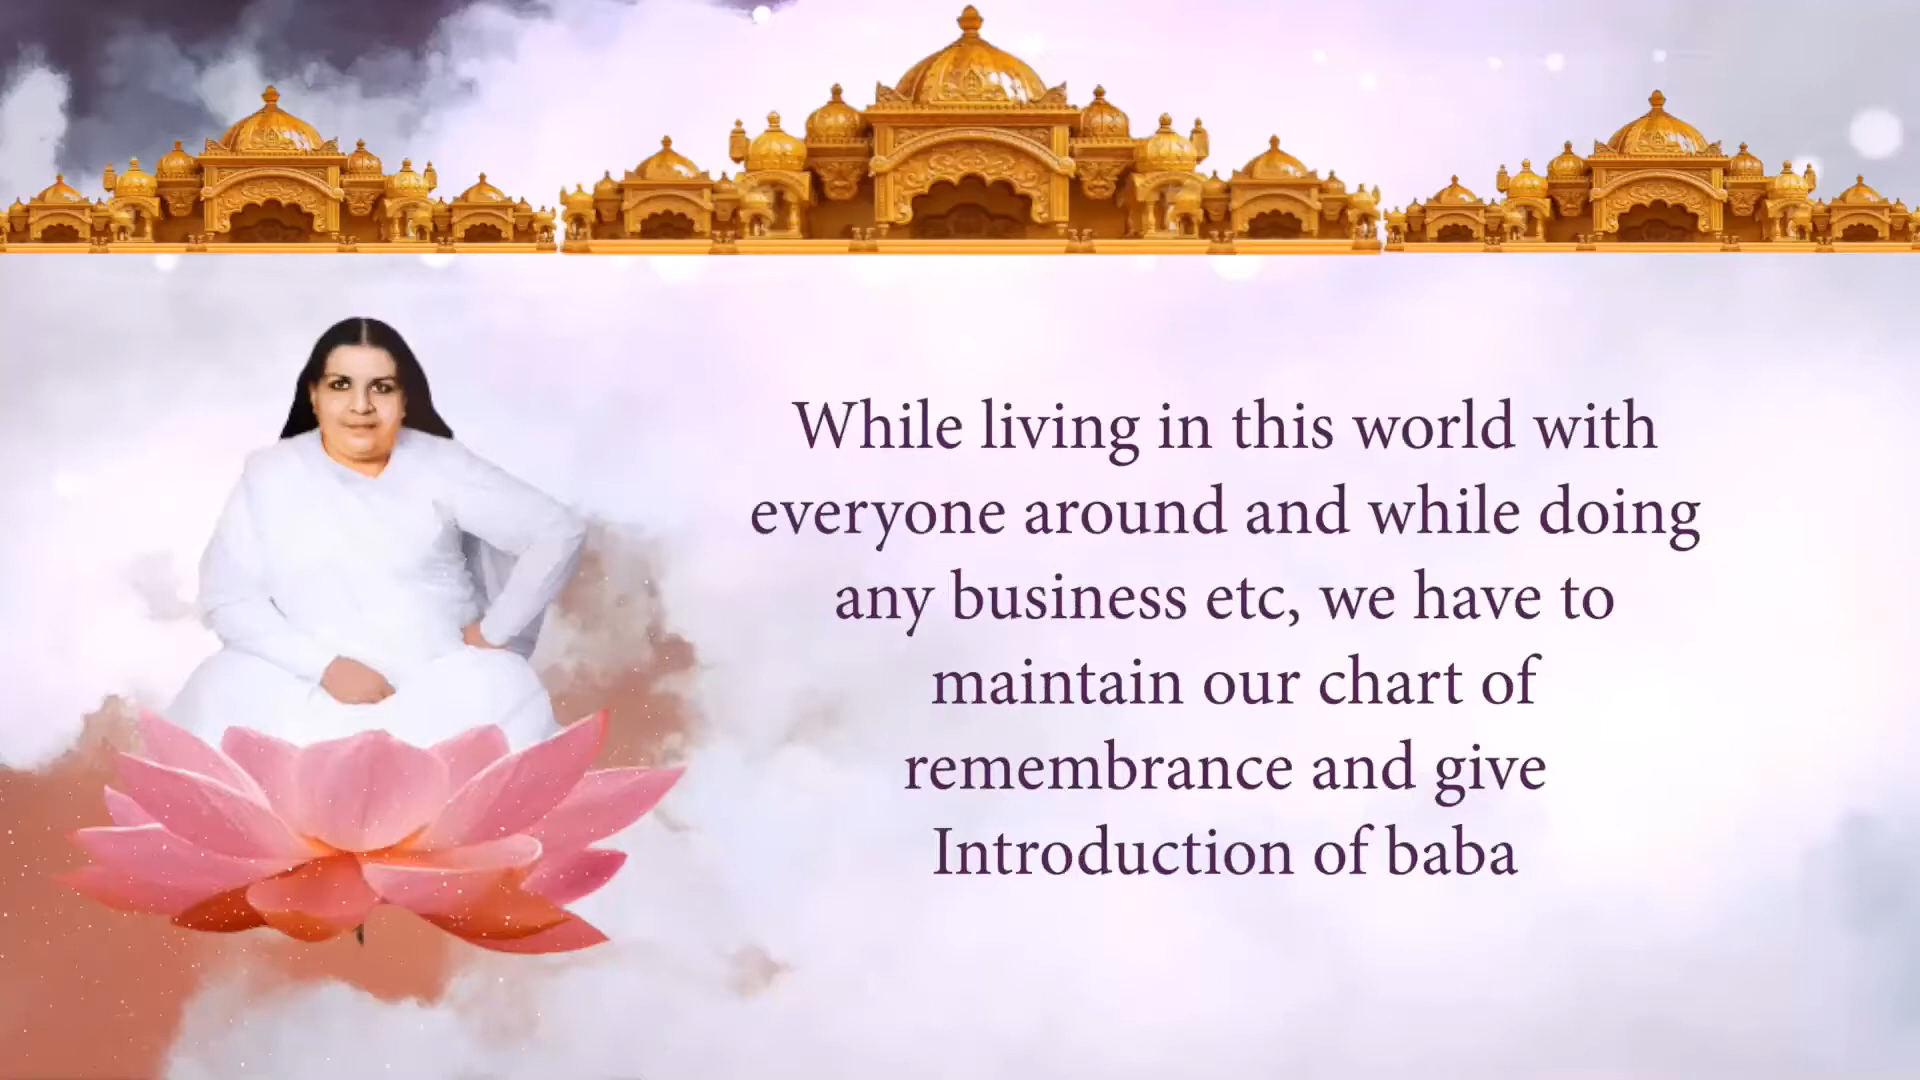 While living in this world with
everyone around and while doing
any business etc, we have to
maintain our chart of
remembrance and give
Introduction of baba